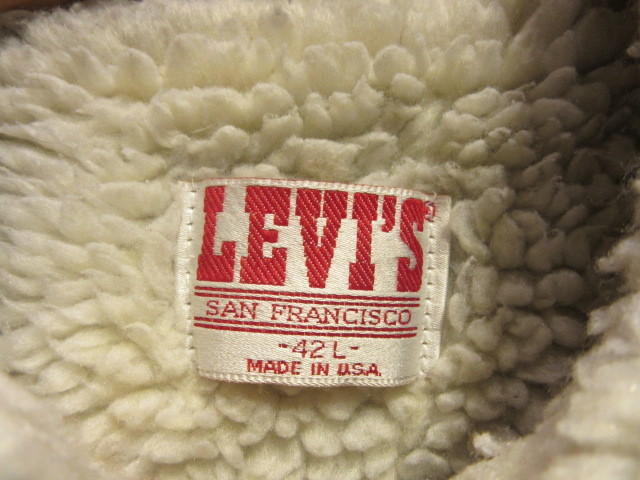 LEVI'S
SAN FRANCISCO
-42L-
MADE IN U.S.A.